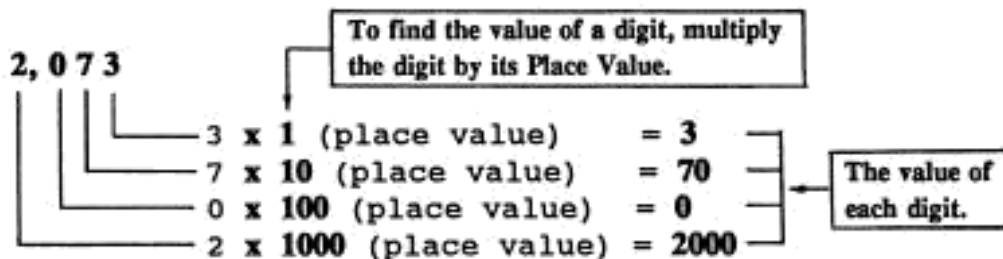 To find the value of a digit, multiply
the digit by its Place Value.
2, 0 7 3
3 x 1 (place value) = 3
7 x 10 (place value) = 70
0 x 100 (place value) = 0
2 x 1000 (place value) = 2000
The value of
each digit.